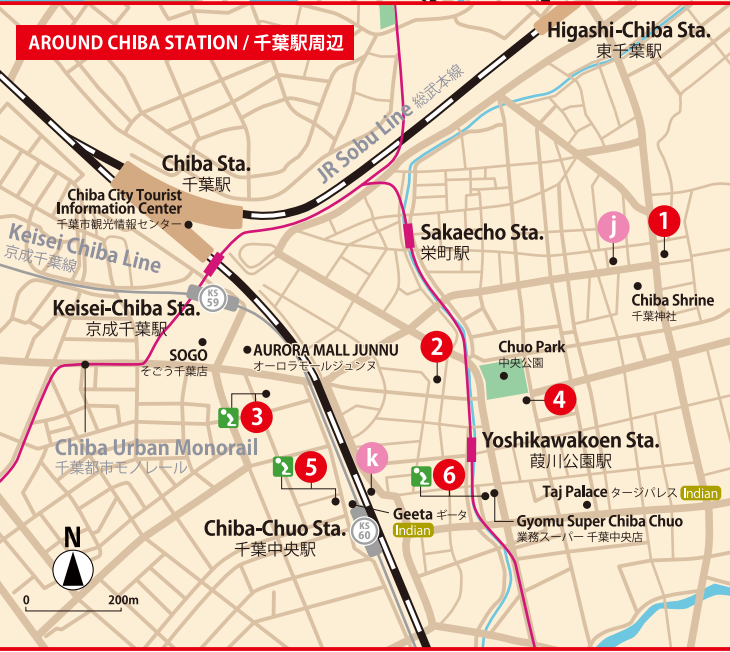 AROUND CHIBA STATION / 千葉駅周辺
Higashi-Chiba Sta.
東千葉駅
JR Sobu Line 総武本線
Chiba Sta.
千葉駅
Chiba City Tourist
Information Center
千葉市観光情報センター
Keisei Chiba Line
京成千葉線
Sakaecho Sta.
栄町駅
j
1
KS
59
Keisei-Chiba Sta.
京成千葉駅
Chiba Shrine
千葉神社
SOGO
そごう千葉店
AURORA MALL JUNNU
オーロラモールジュンヌ
2
Chuo Park
中央公園
3
4
Chiba Urban Monorail
千葉都市モノレール
Yoshikawakoen Sta.
葭川公園駅
5
k
6
Taj Palace タージパレス Indian
Geeta ギータ
Indian
Gyomu Super Chiba Chuo
業務スーパー 千葉中央店
Chiba-Chuo Sta.
千葉中央駅
KS
60
N
0 200m